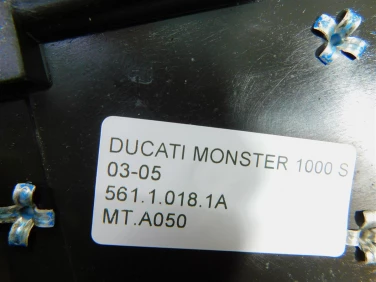 DUCATI MONSTER 1000 S
03-05
561.1.018.1A
MT.A050